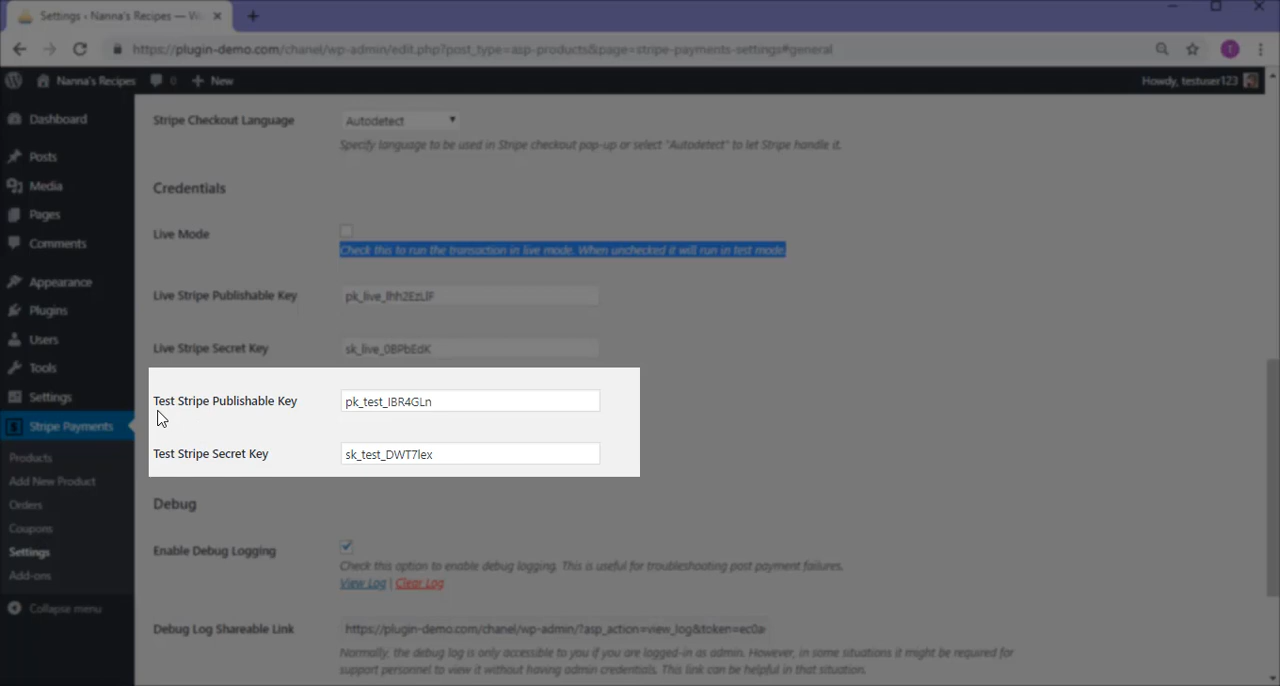 Settings ‹ Nanna's Recipes — W
https://plugin-demo.com/chanel/wp-admin/edit.php?post_type=asp-products&page=stripe-payments-settings#general
T
Nanna's Recipes 0 New
Howdy, testuser123
Dashboard
Posts
Media
Pages
Comments
Appearance
Plugins
Users
Tools
Settings
Stripe Payments
Products
Add New Product
Orders
Coupons
Settings
Add-ons
Collapse menu
Stripe Checkout Language
Autodetect
Specify language to be used in Stripe checkout pop-up or select "Autodetect" to let Stripe handle it.
Credentials
Live Mode
Check this to run the transaction in live mode. When unchecked it will run in test mode.
Live Stripe Publishable Key
pk_live_lhh2EzLlF
Live Stripe Secret Key
sk_live_0BPbEdK
Test Stripe Publishable Key
pk_test_IBR4GLn
Test Stripe Secret Key
sk_test_DWT7lex
Debug
Enable Debug Logging
Check this option to enable debug logging. This is useful for troubleshooting post payment failures.
View Log | Clear Log
Debug Log Shareable Link
https://plugin-demo.com/chanel/wp-admin/?asp_action=view_log&token=ec0a
Normally, the debug log is only accessible to you if you are logged-in as admin. However, in some situations it might be required for
support personnel to view it without having admin credentials. This link can be helpful in that situation.